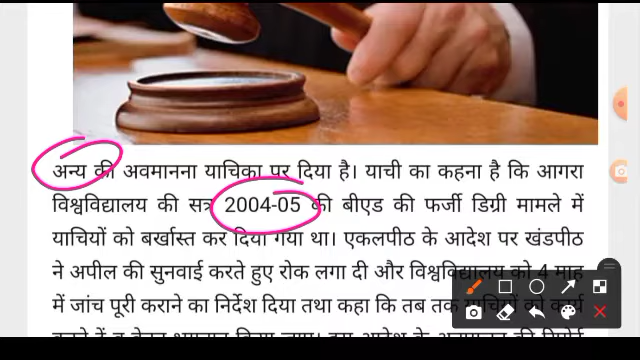 अन्य की अवमानना याचिका पर दिया है। याची का कहना है कि आगरा
विश्वविद्यालय की सत्र 2004-05 की बीएड की फर्जी डिग्री मामले में
याचियों को बर्खास्त कर दिया गया था। एकलपीठ के आदेश पर खंडपीठ
ने अपील की सुनवाई करते हुए रोक लगा दी और विश्वविद्यालय को 4 माह
में जांच पूरी कराने का निर्देश दिया तथा कहा कि तब तक याचियों को कार्य